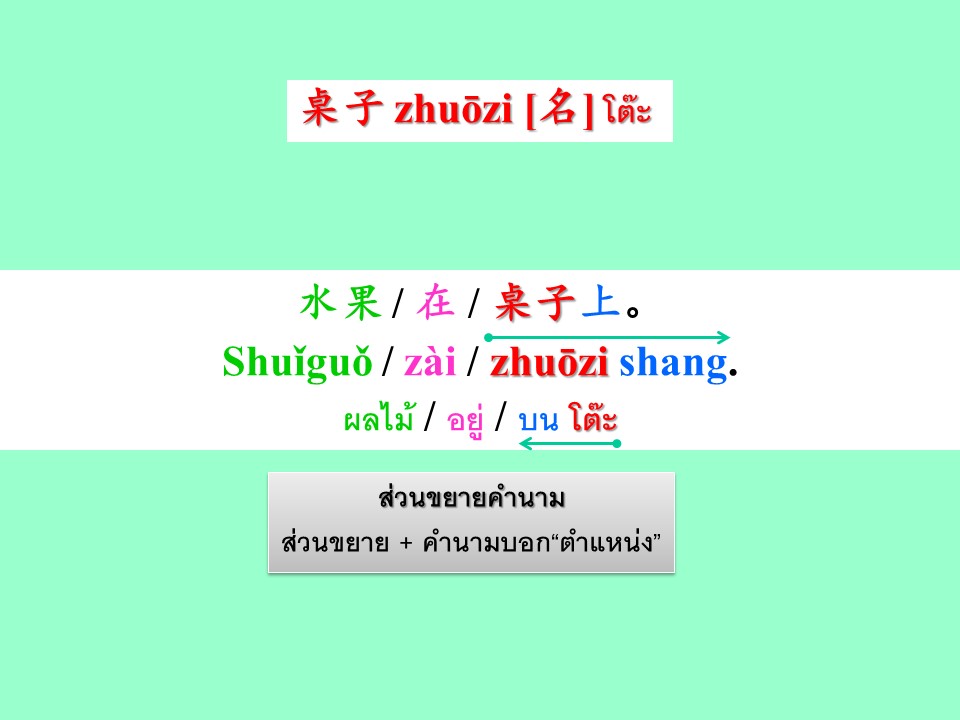 桌子 zhuōzi [名] โต๊ะ
水果 / 在 / 桌子上。
Shuǐguǒ / zài / zhuōzi shang.
ผลไม้ / อยู่ / บน โต๊ะ
ส่วนขยายคำนาม
ส่วนขยาย + คำนามบอก“ตำแหน่ง”